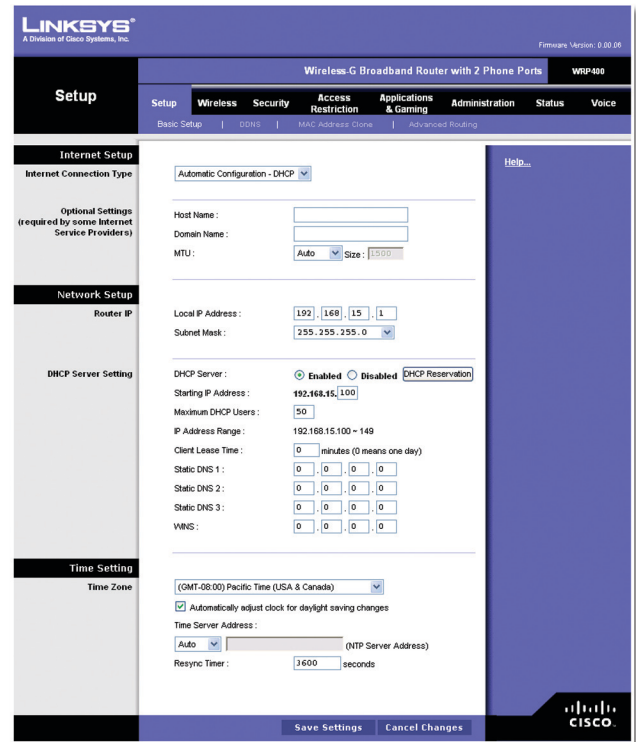 LINKSYS®
A Division of Cisco Systems, Inc.
Firmware Version: 0.00.06
Wireless-G Broadband Router with 2 Phone Ports WRP400
Setup
Setup Wireless Security Access Restriction Applications & Gaming Administration Status Voice
Basic Setup | DDNS | MAC Address Clone | Advanced Routing
Internet Setup
Help...
Internet Connection Type
Automatic Configuration - DHCP
Optional Settings
(required by some Internet
Service Providers)
Host Name :
Domain Name :
MTU : Auto Size : 1500
Network Setup
Router IP
Local IP Address : 192 . 168 . 15 . 1
Subnet Mask : 255.255.255.0
DHCP Server Setting
DHCP Server : Enabled Disabled DHCP Reservation
Starting IP Address : 192.168.15. 100
Maximum DHCP Users : 50
IP Address Range : 192.168.15.100 ~ 149
Client Lease Time : 0 minutes (0 means one day)
Static DNS 1 : 0 . 0 . 0 . 0
Static DNS 2 : 0 . 0 . 0 . 0
Static DNS 3 : 0 . 0 . 0 . 0
WINS : 0 . 0 . 0 . 0
Time Setting
Time Zone
(GMT-08:00) Pacific Time (USA & Canada)
Automatically adjust clock for daylight saving changes
Time Server Address :
Auto (NTP Server Address)
Resync Timer : 3600 seconds
Save Settings Cancel Changes
CISCO